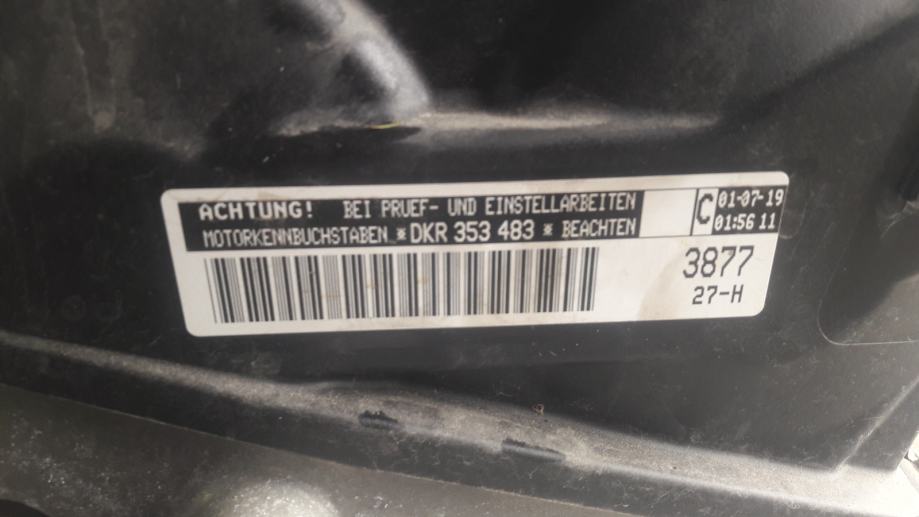 ACHTUNG! BEI PRUEF- UND EINSTELLARBEITEN
MOTORKENNBUCHSTABEN * DKR 353 483 * BEACHTEN
C
01-07-19
01:56 11
3877
27-H